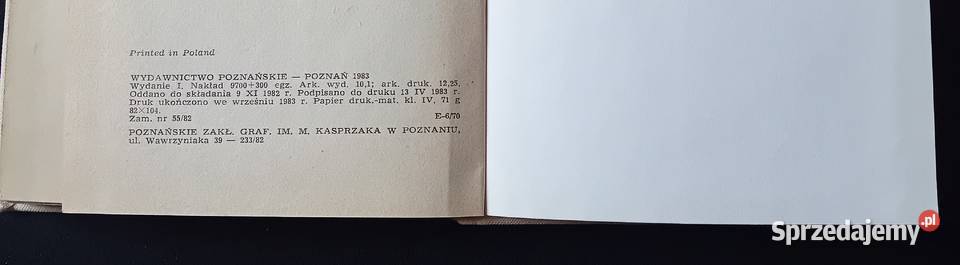 Printed in Poland
WYDAWNICTWO POZNAŃSKIE — POZNAŃ 1983
Wydanie I. Nakład 9700+300 egz. Ark. wyd. 10,1; ark. druk. 12,25.
Oddano do składania 9 XI 1982 r. Podpisano do druku 13 IV 1983 r.
Druk ukończono we wrześniu 1983 r. Papier druk.-mat. kl. IV, 71 g
82×104.
Zam. nr 55/82 E-6/70
POZNAŃSKIE ZAKŁ. GRAF. IM. M. KASPRZAKA W POZNANIU,
ul. Wawrzyniaka 39 — 233/82
Sprzedajemy.pl